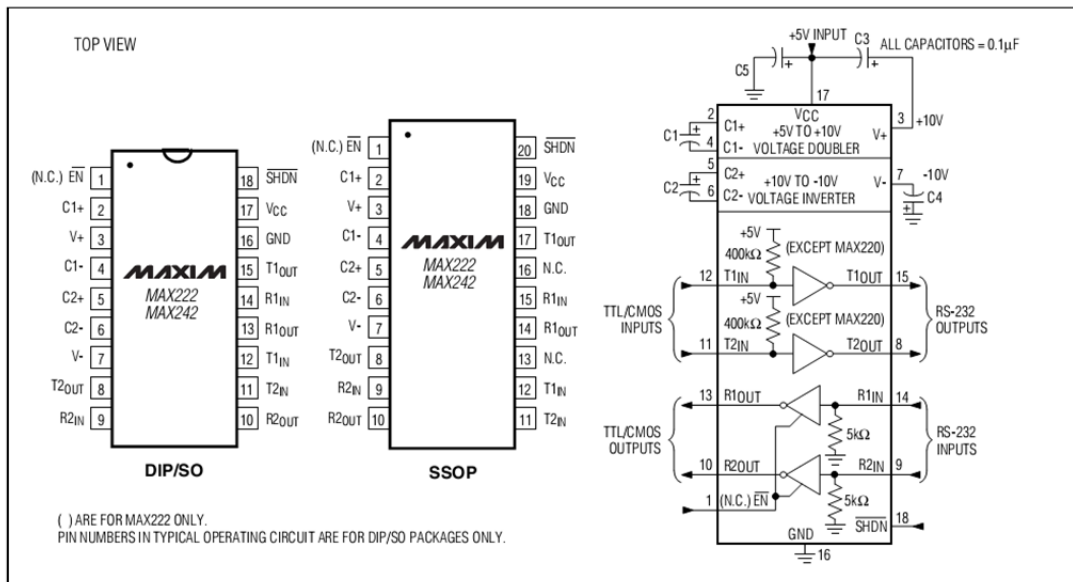 TOP VIEW
(N.C.) EN 1
C1+ 2
V+ 3
C1- 4
C2+ 5
C2- 6
V- 7
T2OUT 8
R2IN 9
18 SHDN
17 VCC
16 GND
15 T1OUT
14 R1IN
13 R1OUT
12 T1IN
11 T2IN
10 R2OUT
MAXIM
MAX222
MAX242
DIP/SO
(N.C.) EN 1
C1+ 2
V+ 3
C1- 4
C2+ 5
C2- 6
V- 7
T2OUT 8
R2IN 9
R2OUT 10
20 SHDN
19 VCC
18 GND
17 T1OUT
16 N.C.
15 R1IN
14 R1OUT
13 N.C.
12 T1IN
11 T2IN
MAXIM
MAX222
MAX242
SSOP
( ) ARE FOR MAX222 ONLY.
PIN NUMBERS IN TYPICAL OPERATING CIRCUIT ARE FOR DIP/SO PACKAGES ONLY.
+5V INPUT
C3
ALL CAPACITORS = 0.1µF
C5
+
+
17
VCC
2
C1+
+5V TO +10V
3
+10V
C1
+
4
C1-
VOLTAGE DOUBLER
V+
5
C2+
C2
+
6
C2-
+10V TO -10V
VOLTAGE INVERTER
V-
7
-10V
C4
+
+5V
400kΩ
(EXCEPT MAX220)
12
T1IN
T1OUT
15
TTL/CMOS
INPUTS
+5V
400kΩ
(EXCEPT MAX220)
RS-232
OUTPUTS
11
T2IN
T2OUT
8
13
R1OUT
R1IN
14
TTL/CMOS
OUTPUTS
5kΩ
RS-232
INPUTS
10
R2OUT
R2IN
9
1
(N.C.) EN
5kΩ
SHDN
18
GND
16